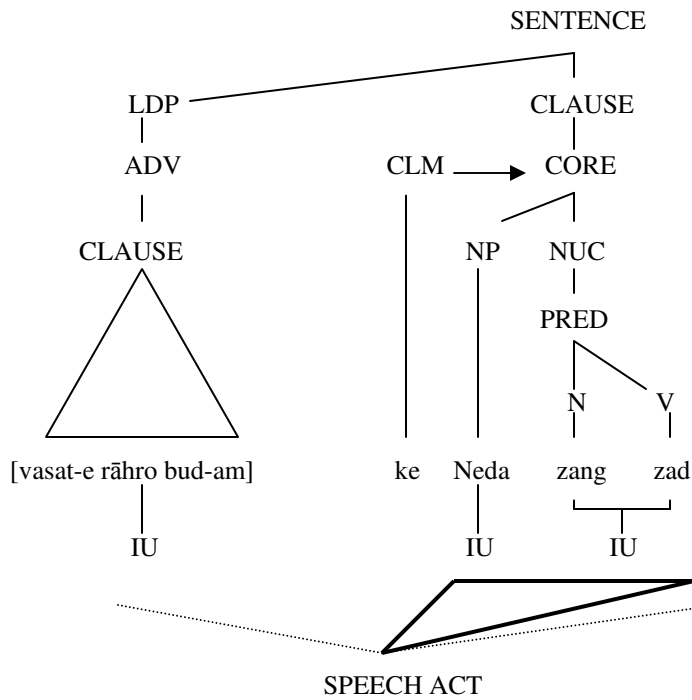 SENTENCE
LDP CLAUSE
ADV CLM CORE
CLAUSE NP NUC
PRED
N V
[vasat-e rāhro bud-am] ke Neda zang zad
IU IU IU
SPEECH ACT